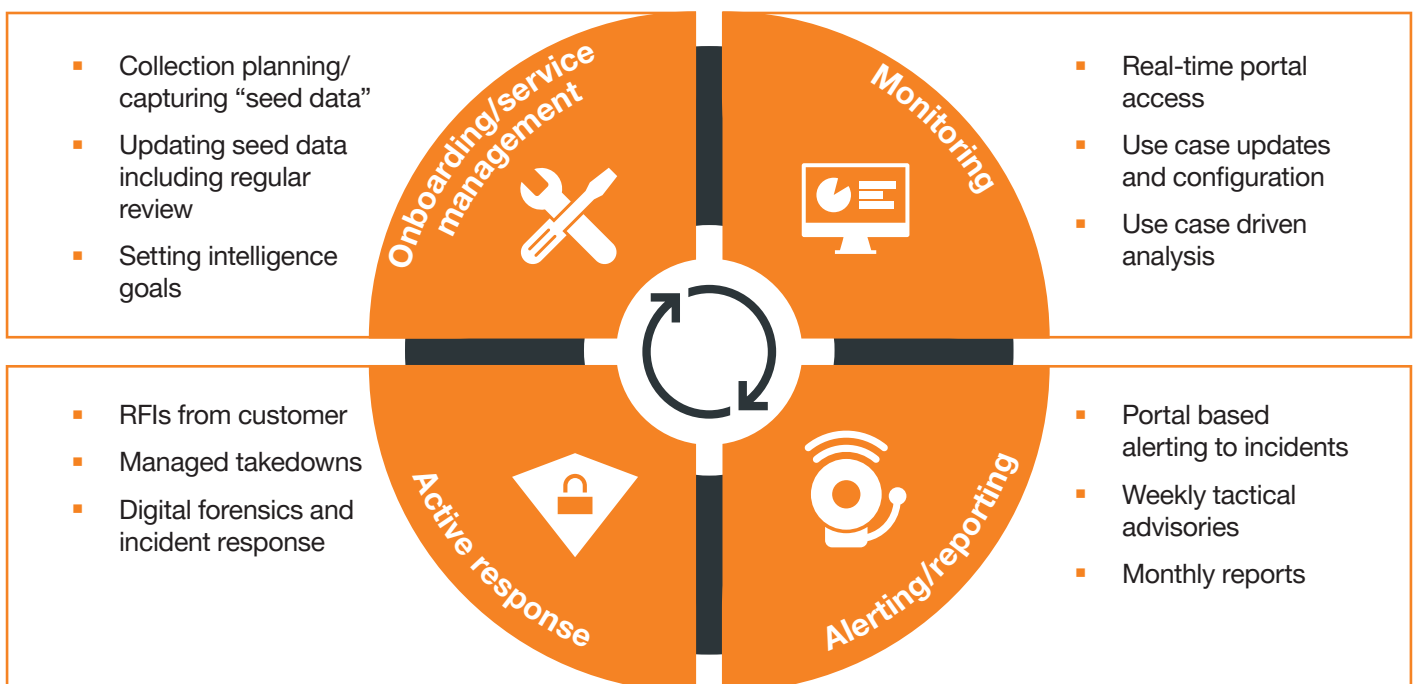 Collection planning/
capturing “seed data”
Updating seed data
including regular
review
Setting intelligence
goals
Onboarding/service
management
Monitoring
Real-time portal
access
Use case updates
and configuration
Use case driven
analysis
RFIs from customer
Managed takedowns
Digital forensics and
incident response
Active response
Alerting/reporting
Portal based
alerting to incidents
Weekly tactical
advisories
Monthly reports